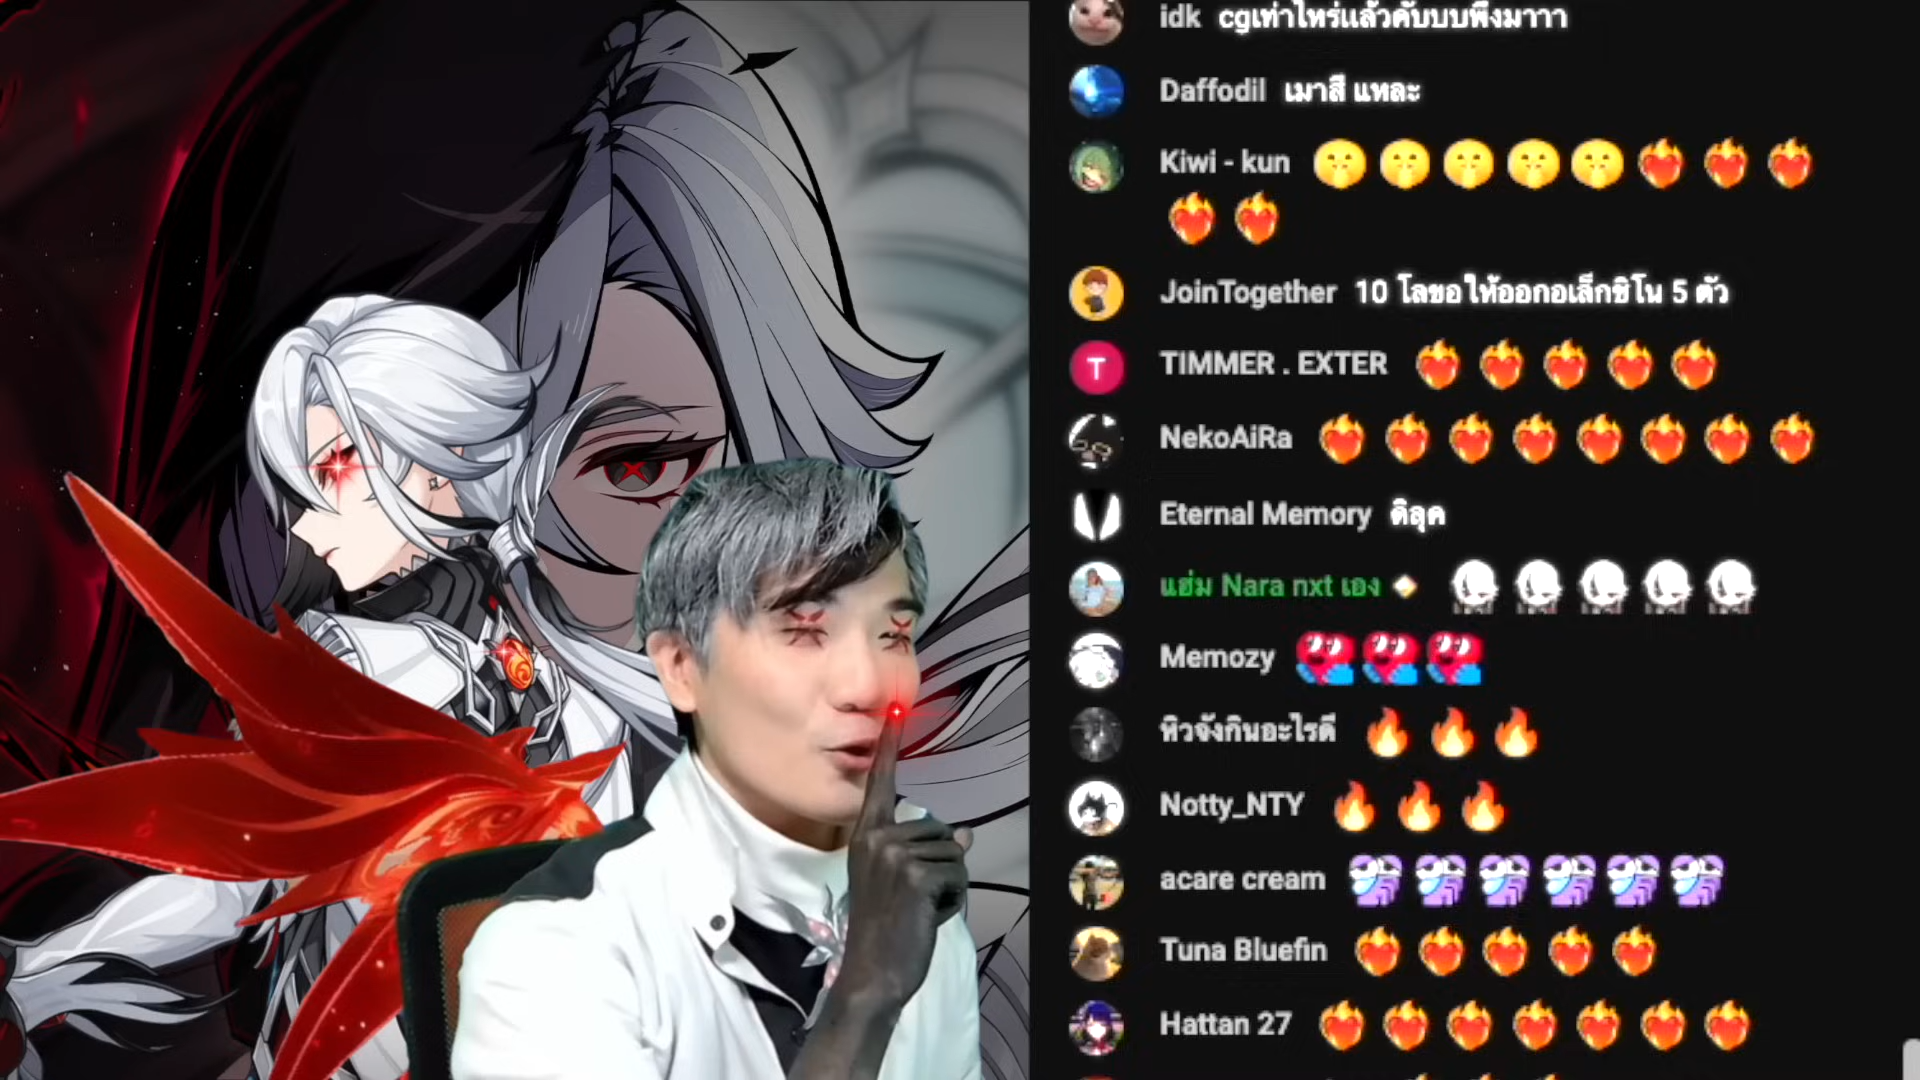 idk cgเท่าไหร่แล้วคับบบพึ่งมาาา
Daffodil เมาสี แหละ
Kiwi - kun 🤫🤫🤫🤫🤫❤️‍🔥❤️‍🔥❤️‍🔥
❤️‍🔥❤️‍🔥
JoinTogether 10 โลขอให้ออกอเล็กซิโน 5 ตัว
T TIMMER . EXTER ❤️‍🔥❤️‍🔥❤️‍🔥❤️‍🔥❤️‍🔥
NekoAiRa ❤️‍🔥❤️‍🔥❤️‍🔥❤️‍🔥❤️‍🔥❤️‍🔥❤️‍🔥❤️‍🔥
Eternal Memory ดิลุค
แฮ่ม Nara nxt เอง
Memozy
หิวจังกินอะไรดี 🔥🔥🔥
Notty_NTY 🔥🔥🔥
acare cream
Tuna Bluefin ❤️‍🔥❤️‍🔥❤️‍🔥❤️‍🔥❤️‍🔥
Hattan 27 ❤️‍🔥❤️‍🔥❤️‍🔥❤️‍🔥❤️‍🔥❤️‍🔥❤️‍🔥